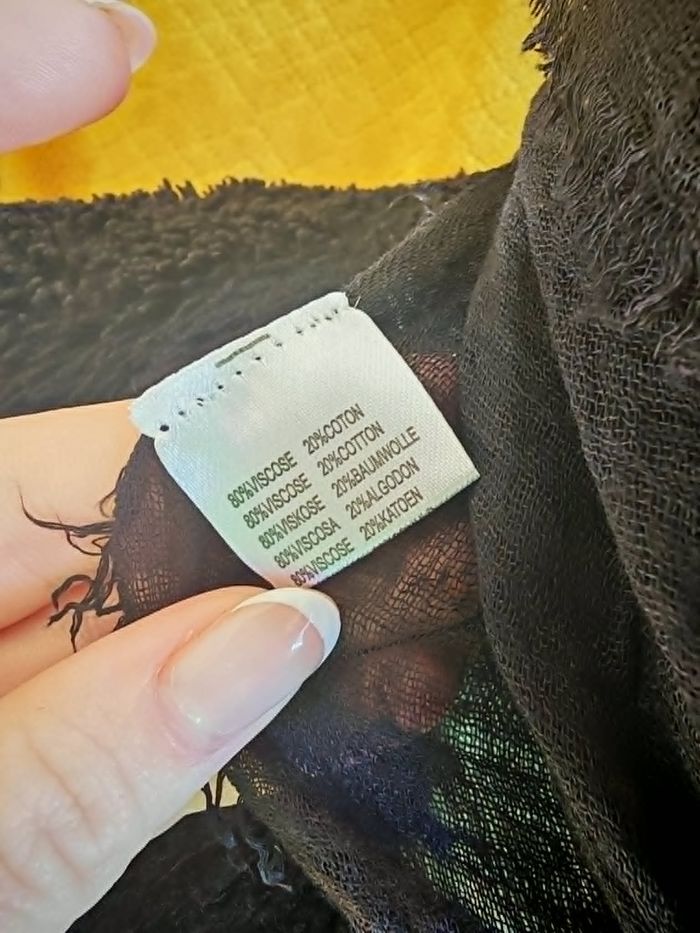 80%VISCOSE 20%COTON
80%VISCOSE 20%COTTON
80%VISKOSE 20%BAUMWOLLE
80%VISCOSA 20%ALGODON
80%VISCOSE 20%KATOEN